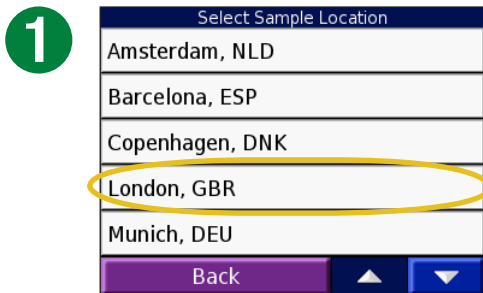 1
Select Sample Location
Amsterdam, NLD
Barcelona, ESP
Copenhagen, DNK
London, GBR
Munich, DEU
Back